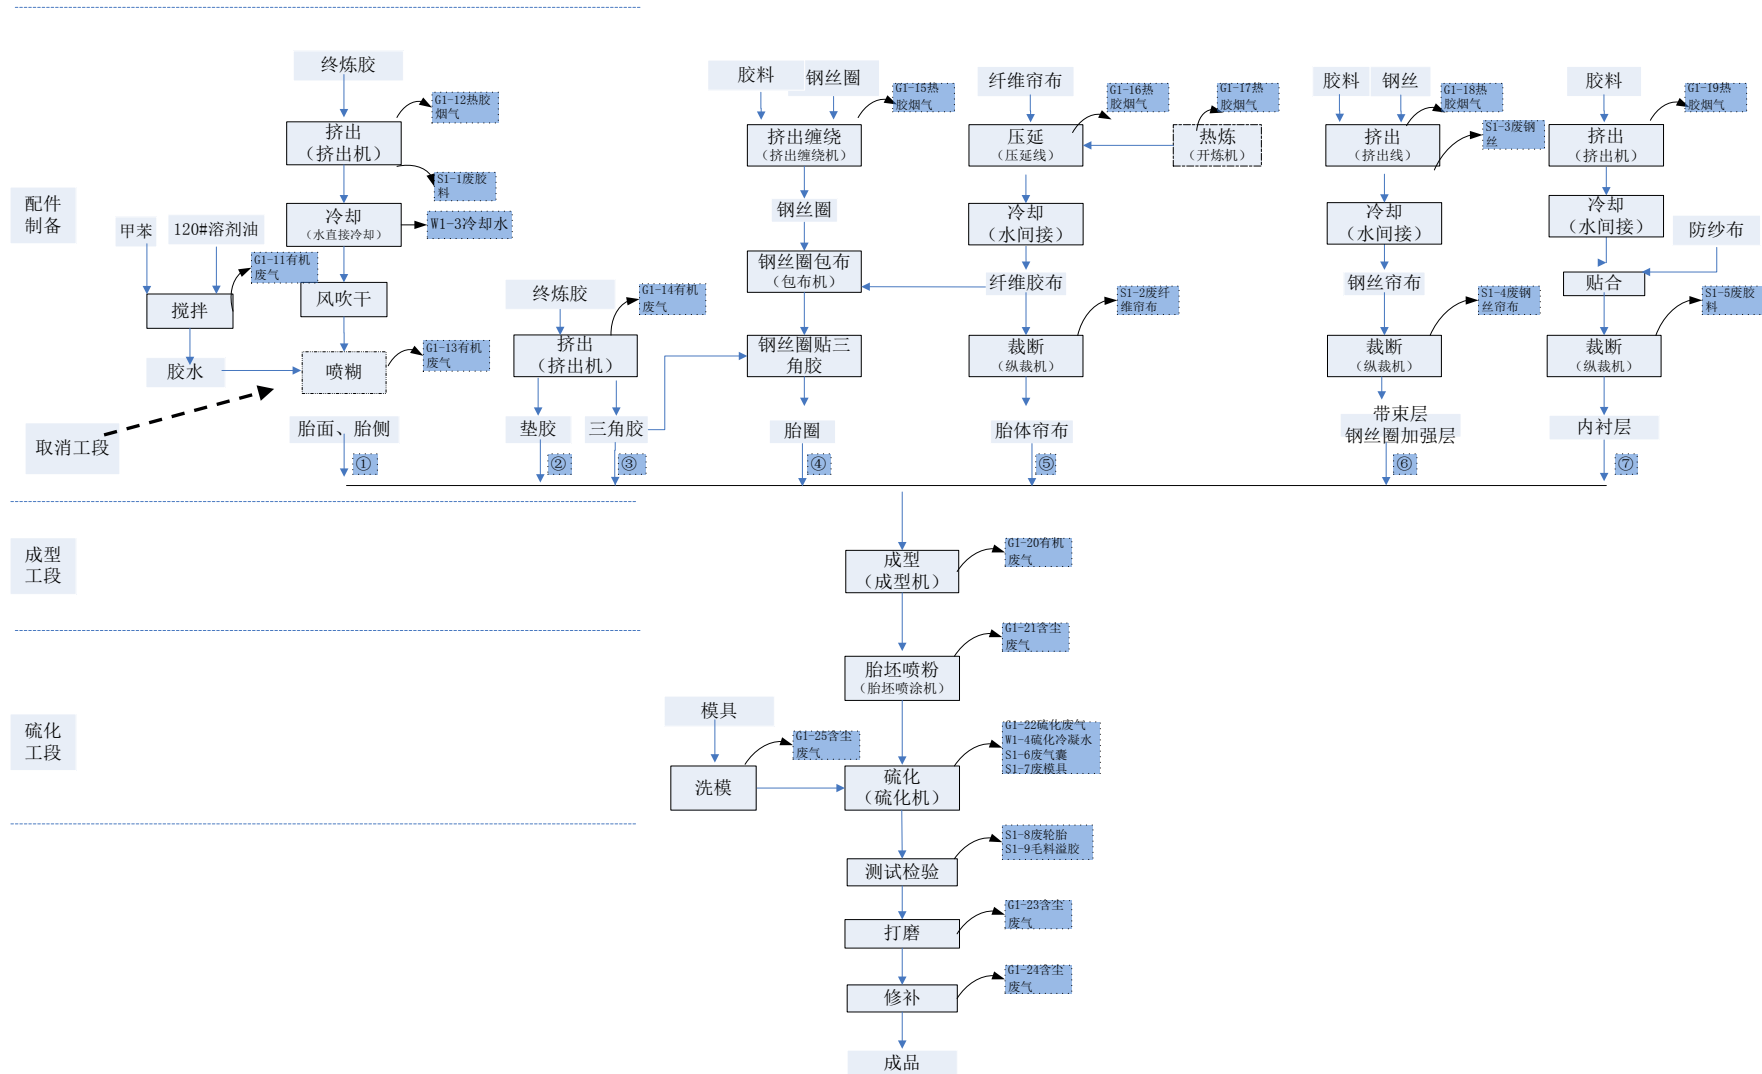 终炼胶
G1-12热胶
烟气
挤出
（挤出机）
S1-1废胶
料
冷却
（水直接冷却）
W1-3冷却水
配件
制备
甲苯
120#溶剂油
G1-11有机
废气
搅拌
风吹干
胶水
喷糊
G1-13有机
废气
取消工段
胎面、胎侧
①
终炼胶
G1-14有机
废气
挤出
（挤出机）
垫胶
三角胶
②
③
胶料
钢丝圈
G1-15热
胶烟气
挤出缠绕
（挤出缠绕机）
钢丝圈
钢丝圈包布
（包布机）
钢丝圈贴三
角胶
胎圈
④
纤维帘布
G1-16热
胶烟气
G1-17热
胶烟气
压延
（压延线）
热炼
（开炼机）
冷却
（水间接）
纤维胶布
S1-2废纤
维帘布
裁断
（纵裁机）
胎体帘布
⑤
胶料
钢丝
G1-18热
胶烟气
S1-3废钢
丝
挤出
（挤出线）
冷却
（水间接）
钢丝帘布
S1-4废钢
丝帘布
裁断
（纵裁机）
带束层
钢丝圈加强层
⑥
胶料
G1-19热
胶烟气
挤出
（挤出机）
冷却
（水间接）
防纱布
贴合
S1-5废胶
料
裁断
（纵裁机）
内衬层
⑦
成型
工段
成型
（成型机）
G1-20有机
废气
硫化
工段
G1-21含尘
废气
胎坯喷粉
（胎坯喷涂机）
模具
G1-25含尘
废气
洗模
G1-22硫化废气
W1-4硫化冷凝水
S1-6废气囊
S1-7废模具
硫化
（硫化机）
S1-8废轮胎
S1-9毛料溢胶
测试检验
G1-23含尘
废气
打磨
G1-24含尘
废气
修补
成品